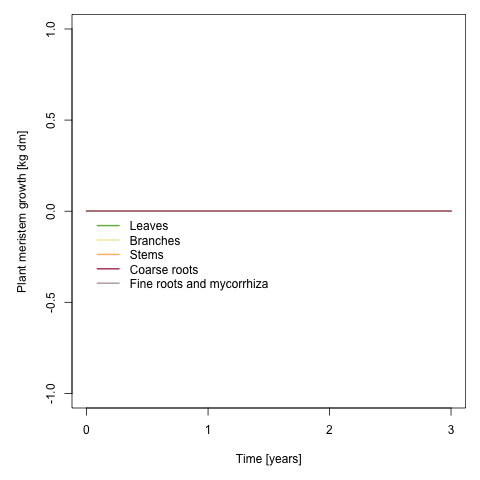 Plant meristem growth [kg dm]
1.0
0.5
0.0
-0.5
-1.0
Leaves
Branches
Stems
Coarse roots
Fine roots and mycorrhiza
0 1 2 3
Time [years]